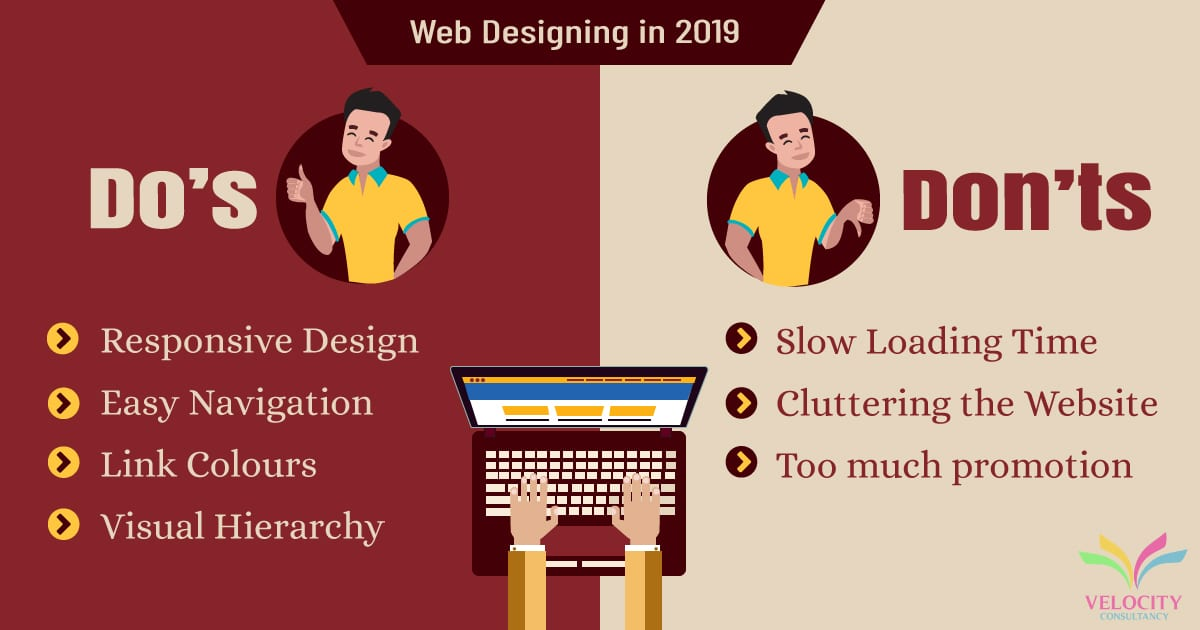 Web Designing in 2019
Do's
Responsive Design
Easy Navigation
Link Colours
Visual Hierarchy
Don'ts
Slow Loading Time
Cluttering the Website
Too much promotion
VELOCITY
CONSULTANCY